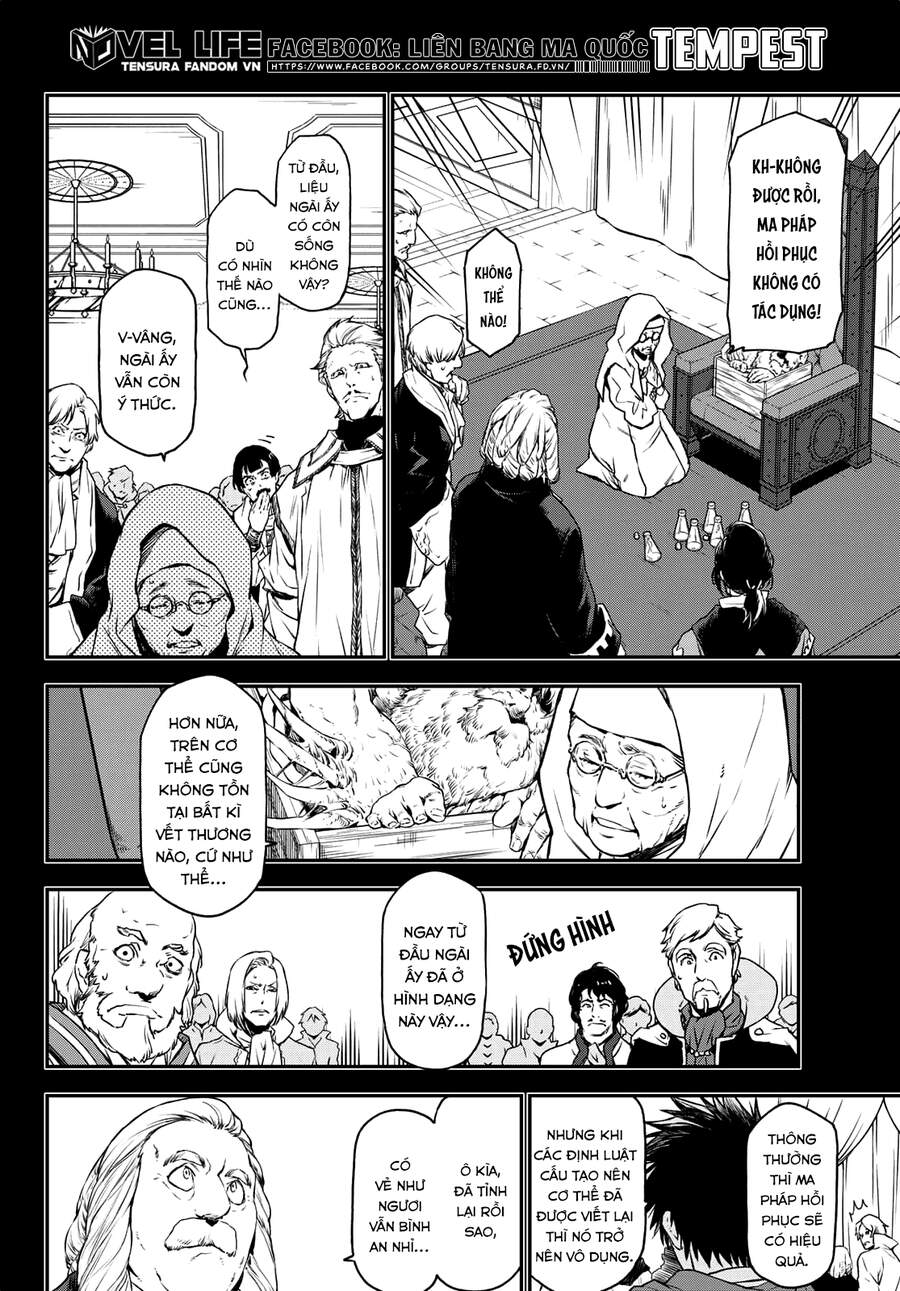 NOVEL LIFE
TENSURA FANDOM VN
FACEBOOK: LIÊN BANG MA QUỐC
HTTPS://WWW.FACEBOOK.COM/GROUPS/TENSURA.FD.VN/
TEMPEST
KH-KHÔNG
ĐƯỢC RỒI,
MA PHÁP
HỒI PHỤC
KHÔNG CÓ
TÁC DỤNG!
KHÔNG
THỂ
NÀO!
TỪ ĐẦU,
LIỆU
NGÀI ẤY
CÓ CÒN
SỐNG
KHÔNG
VẬY?
DÙ
CÓ NHÌN
THẾ NÀO
CŨNG...
V-VÂNG,
NGÀI ẤY
VẪN CÒN
Ý THỨC.
HƠN NỮA,
TRÊN CƠ
THỂ CŨNG
KHÔNG TỒN
TẠI BẤT KÌ
VẾT THƯƠNG
NÀO, CỨ NHƯ
THỂ...
NGAY TỪ
ĐẦU NGÀI
ẤY ĐÃ Ở
HÌNH DẠNG
NÀY VẬY...
ĐỨNG HÌNH
THÔNG
THƯỜNG
THÌ MA
PHÁP HỒI
PHỤC SẼ
CÓ HIỆU
QUẢ.
NHƯNG KHI
CÁC ĐỊNH LUẬT
CẤU TẠO NÊN
CƠ THỂ ĐÃ
ĐƯỢC VIẾT LẠI
THÌ NÓ TRỞ
NÊN VÔ DỤNG.
Ô KÌA,
ĐÃ TỈNH
LẠI RỒI
SAO,
CÓ
VẺ NHƯ
NGƯƠI
VẪN BÌNH
AN NHỈ...